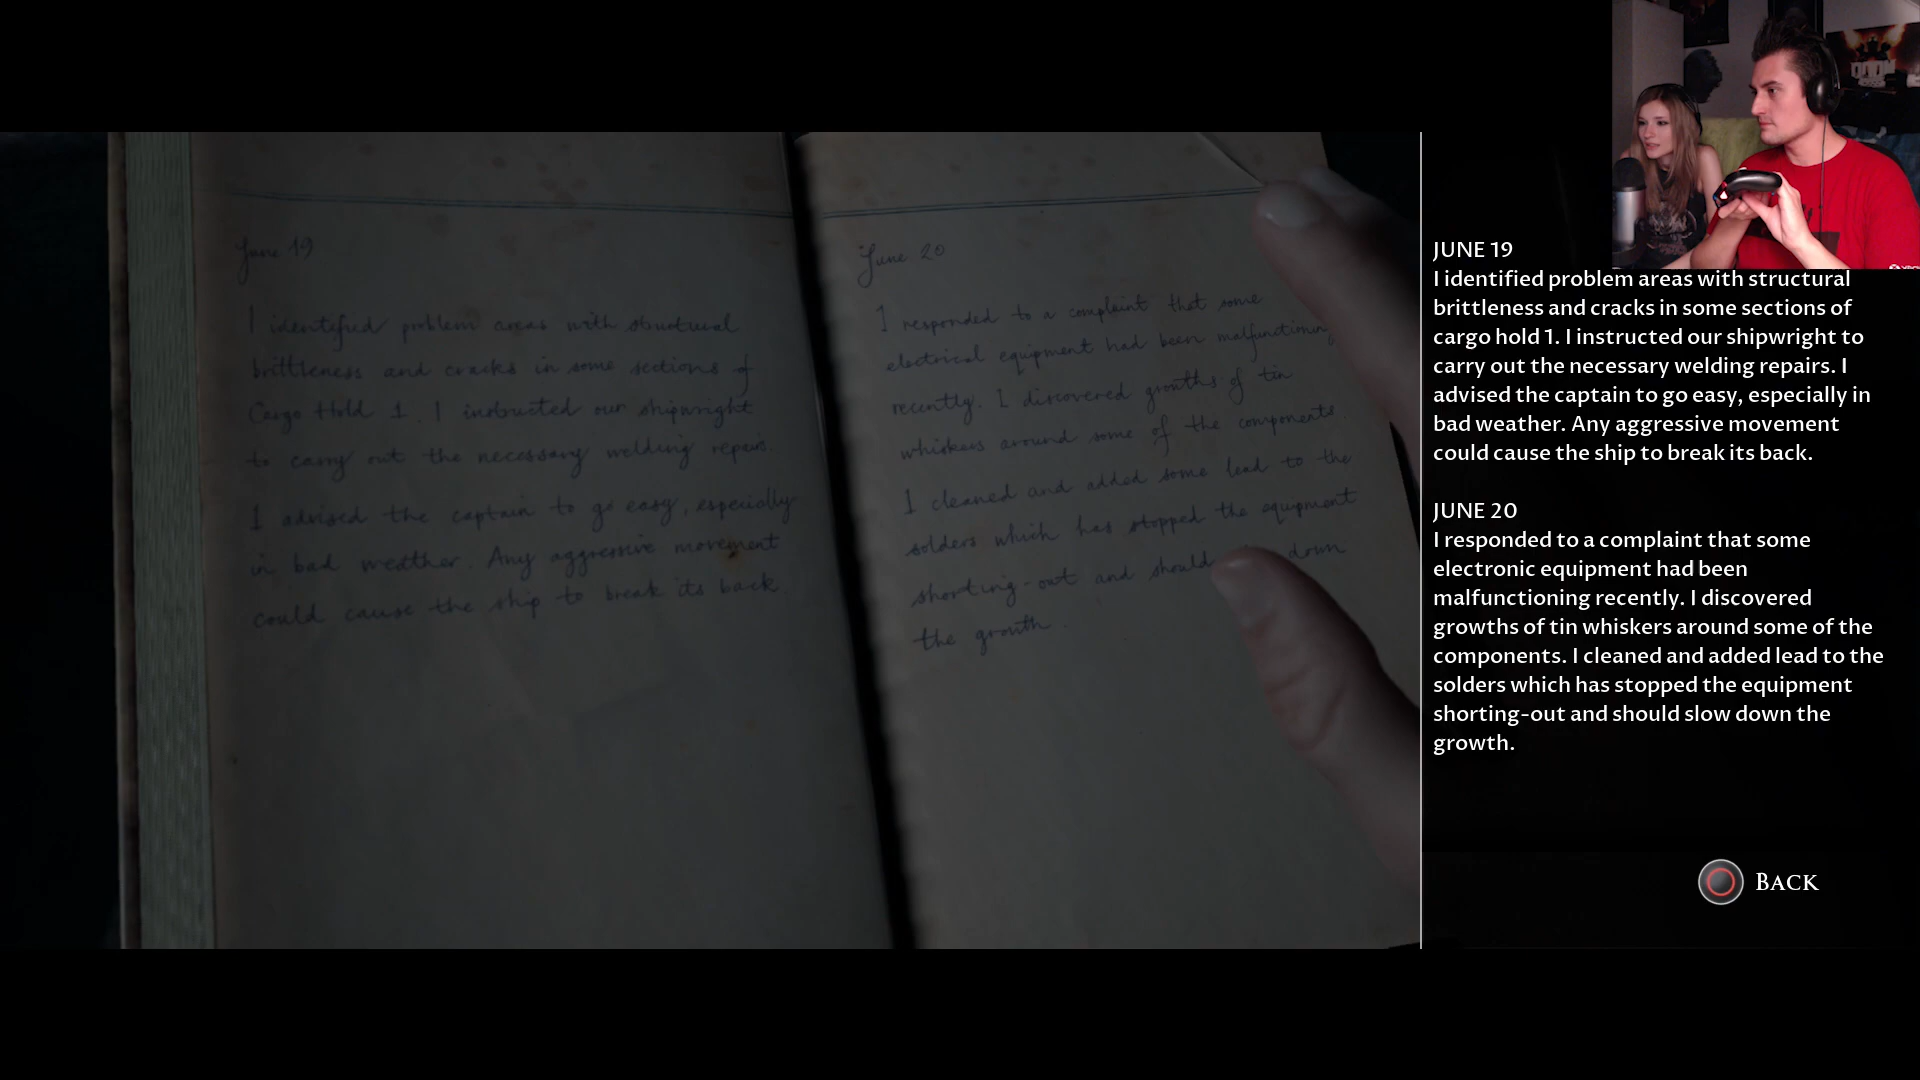 June 19
I identified problem areas with structural
brittleness and cracks in some sections of
Cargo Hold 1. I instructed our shipwright
to carry out the necessary welding repairs.
I advised the captain to go easy, especially
in bad weather. Any aggressive movement
could cause the ship to break its back.
June 20
I responded to a complaint that some
electrical equipment had been malfunctioning
recently. I discovered growths of tin
whiskers around some of the components.
I cleaned and added some lead to the
solders which has stopped the equipment
shorting-out and should down
the growth.
JUNE 19
I identified problem areas with structural
brittleness and cracks in some sections of
cargo hold 1. I instructed our shipwright to
carry out the necessary welding repairs. I
advised the captain to go easy, especially in
bad weather. Any aggressive movement
could cause the ship to break its back.
JUNE 20
I responded to a complaint that some
electronic equipment had been
malfunctioning recently. I discovered
growths of tin whiskers around some of the
components. I cleaned and added lead to the
solders which has stopped the equipment
shorting-out and should slow down the
growth.
BACK
DOOM